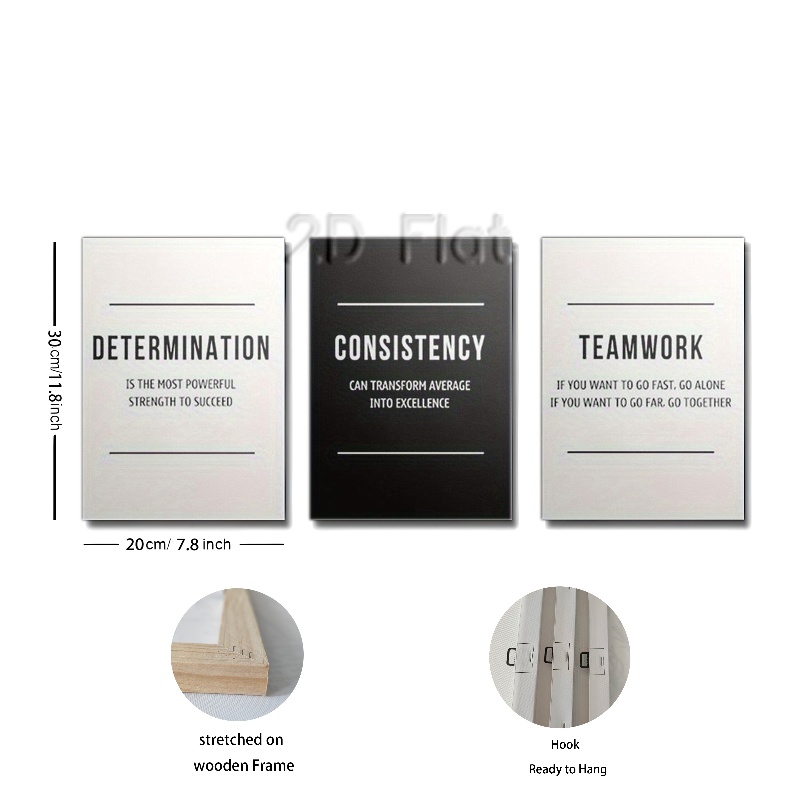 2D Flat
DETERMINATION
IS THE MOST POWERFUL
STRENGTH TO SUCCEED
CONSISTENCY
CAN TRANSFORM AVERAGE
INTO EXCELLENCE
TEAMWORK
IF YOU WANT TO GO FAST, GO ALONE
IF YOU WANT TO GO FAR, GO TOGETHER
30cm/11.8inch
20cm/ 7.8 inch
stretched on
wooden Frame
Hook
Ready to Hang